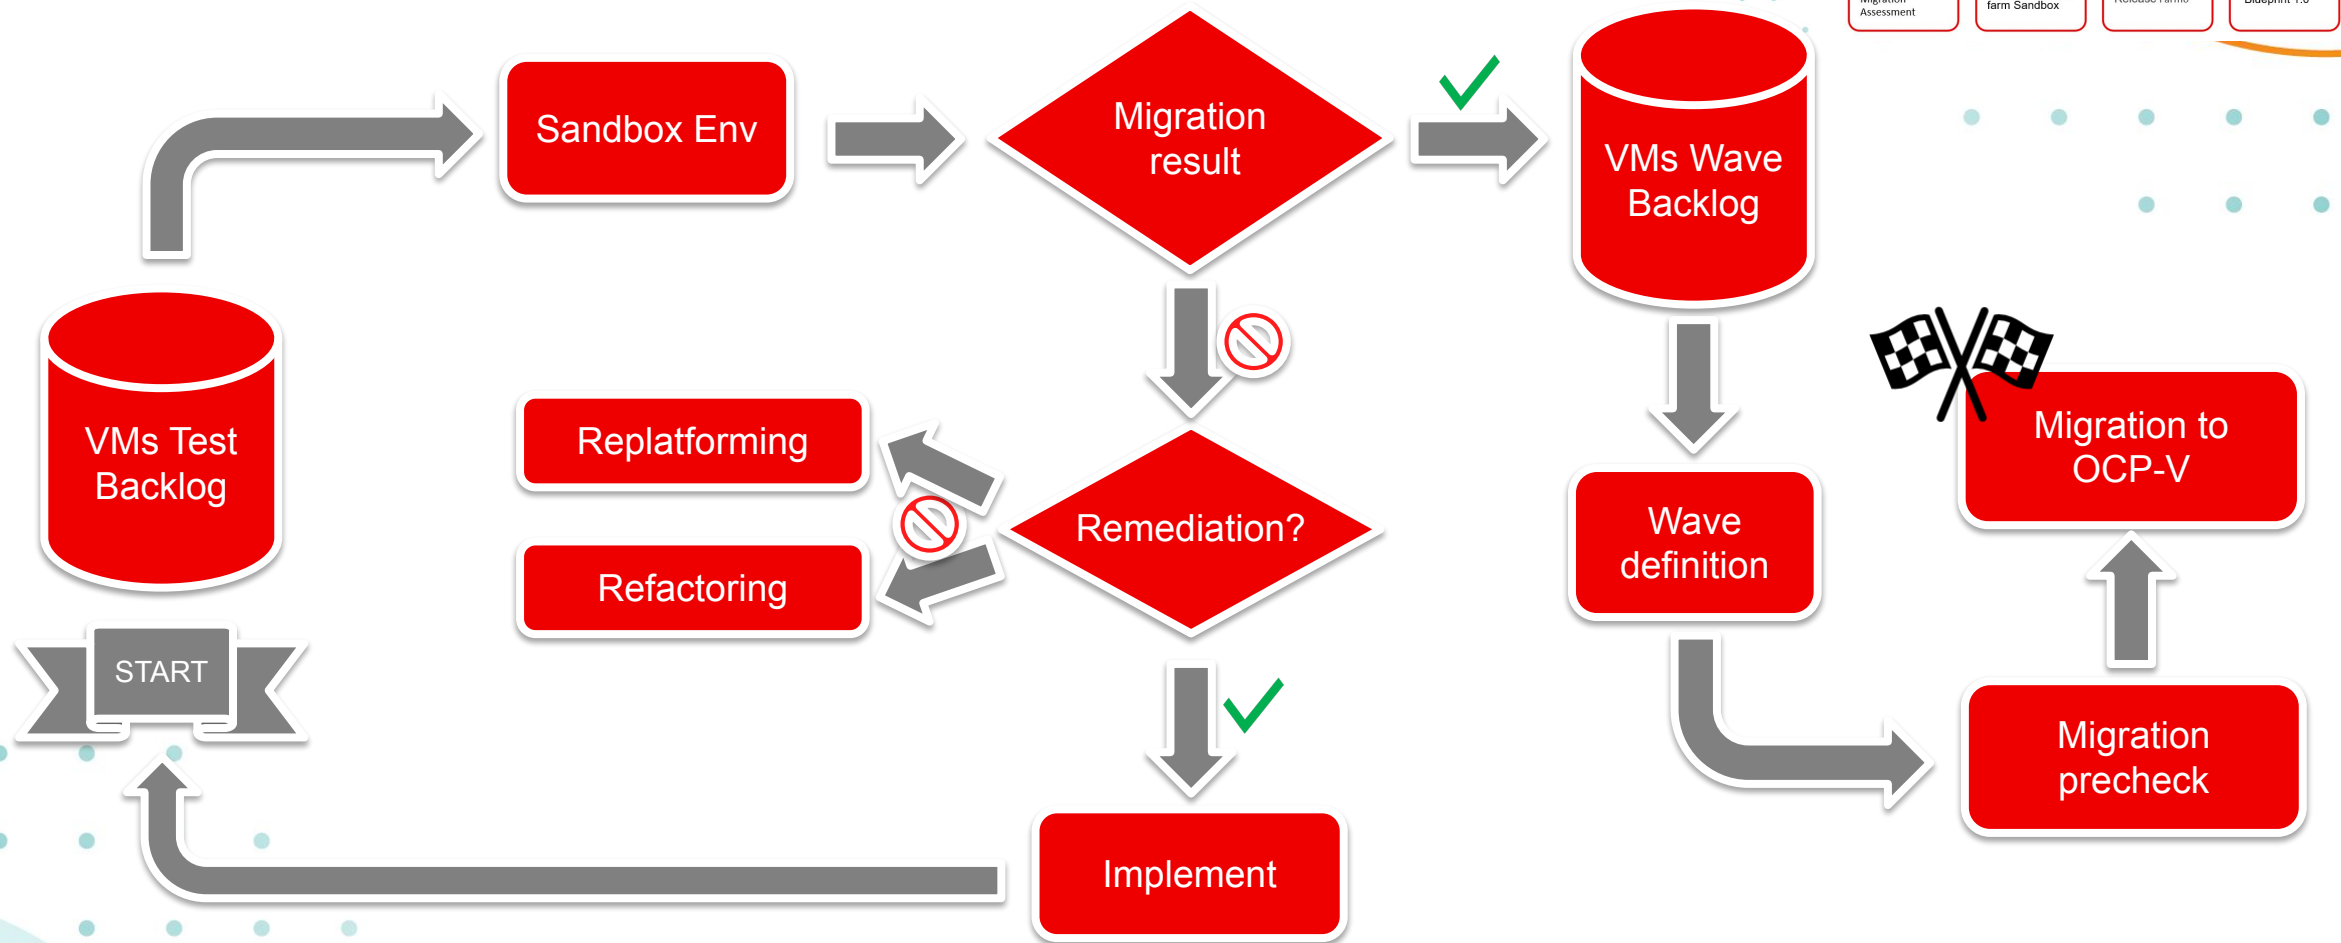 Assessment
farm Sandbox
Sandbox Env
Migration
result
VMs Wave
Backlog
VMs Test
Backlog
Replatforming
Refactoring
Remediation?
Migration to
OCP-V
Wave
definition
START
Migration
precheck
Implement